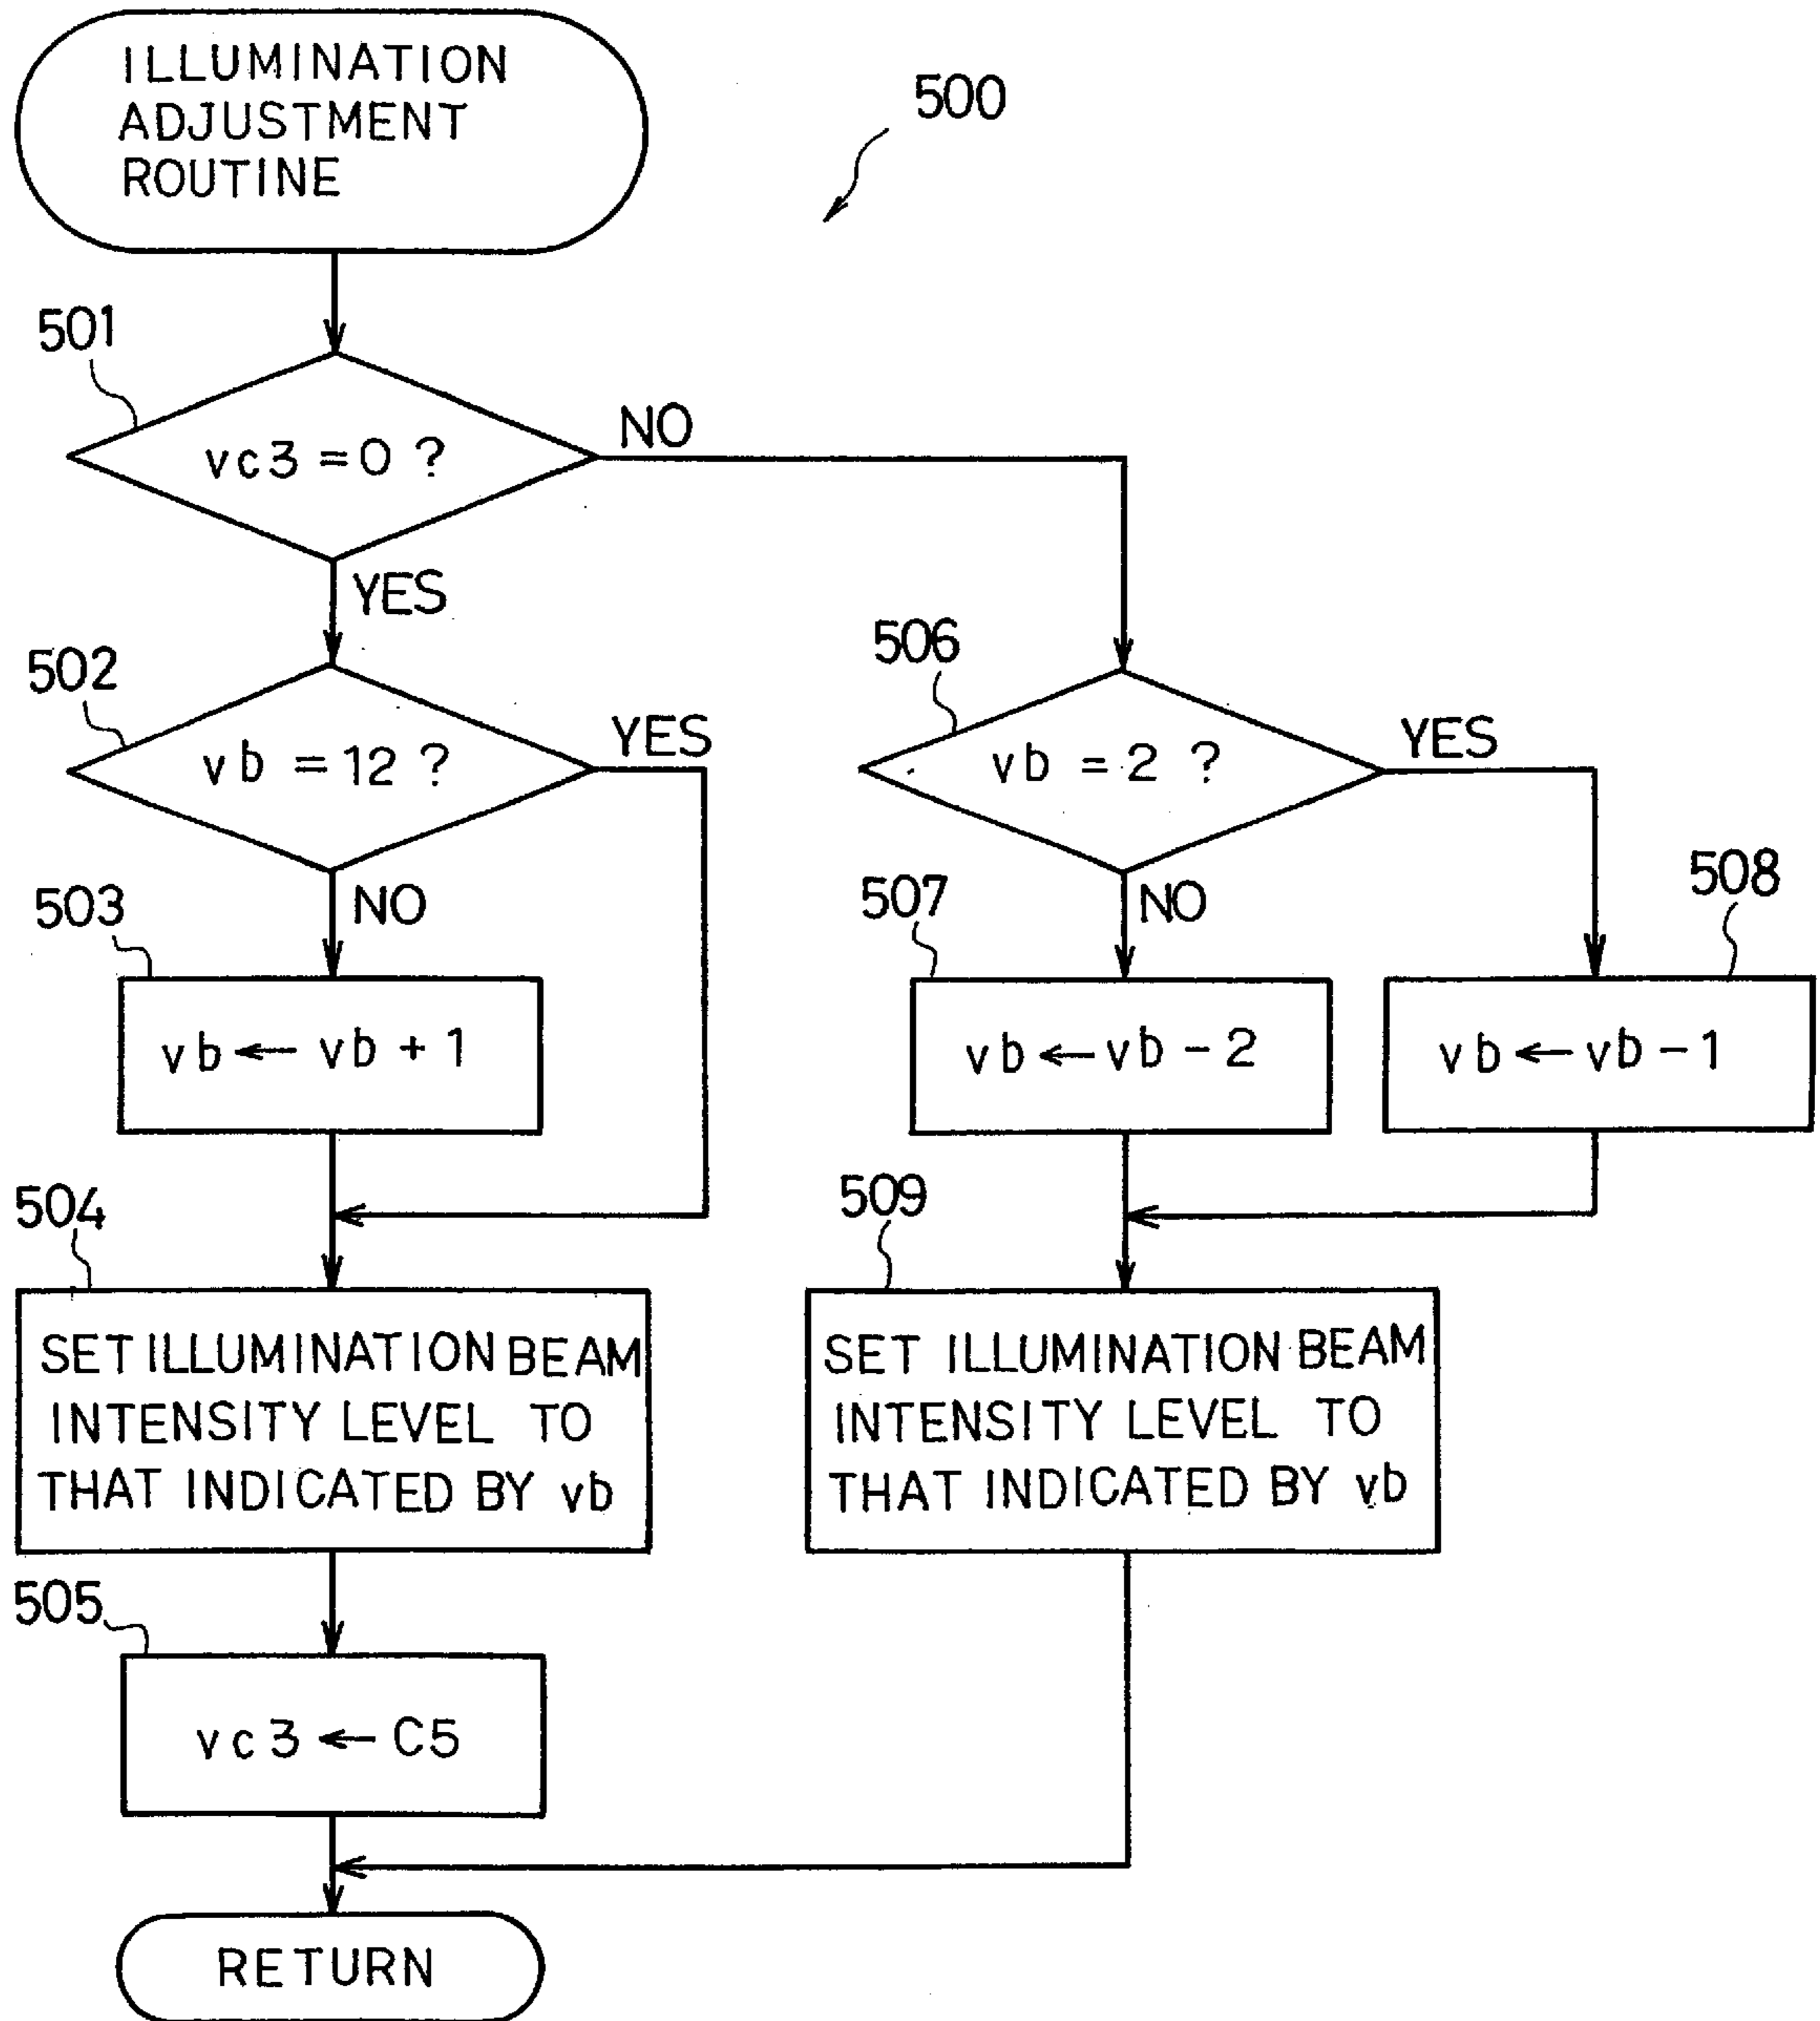 ILLUMINATION
ADJUSTMENT
ROUTINE
500
501
vc3 = 0 ?
NO
YES
502
vb = 12 ?
YES
NO
506
vb = 2 ?
YES
NO
503
vb ← vb + 1
507
vb ← vb - 2
508
vb ← vb - 1
504
SET ILLUMINATION BEAM
INTENSITY LEVEL TO
THAT INDICATED BY vb
509
SET ILLUMINATION BEAM
INTENSITY LEVEL TO
THAT INDICATED BY vb
505
vc3 ← C5
RETURN